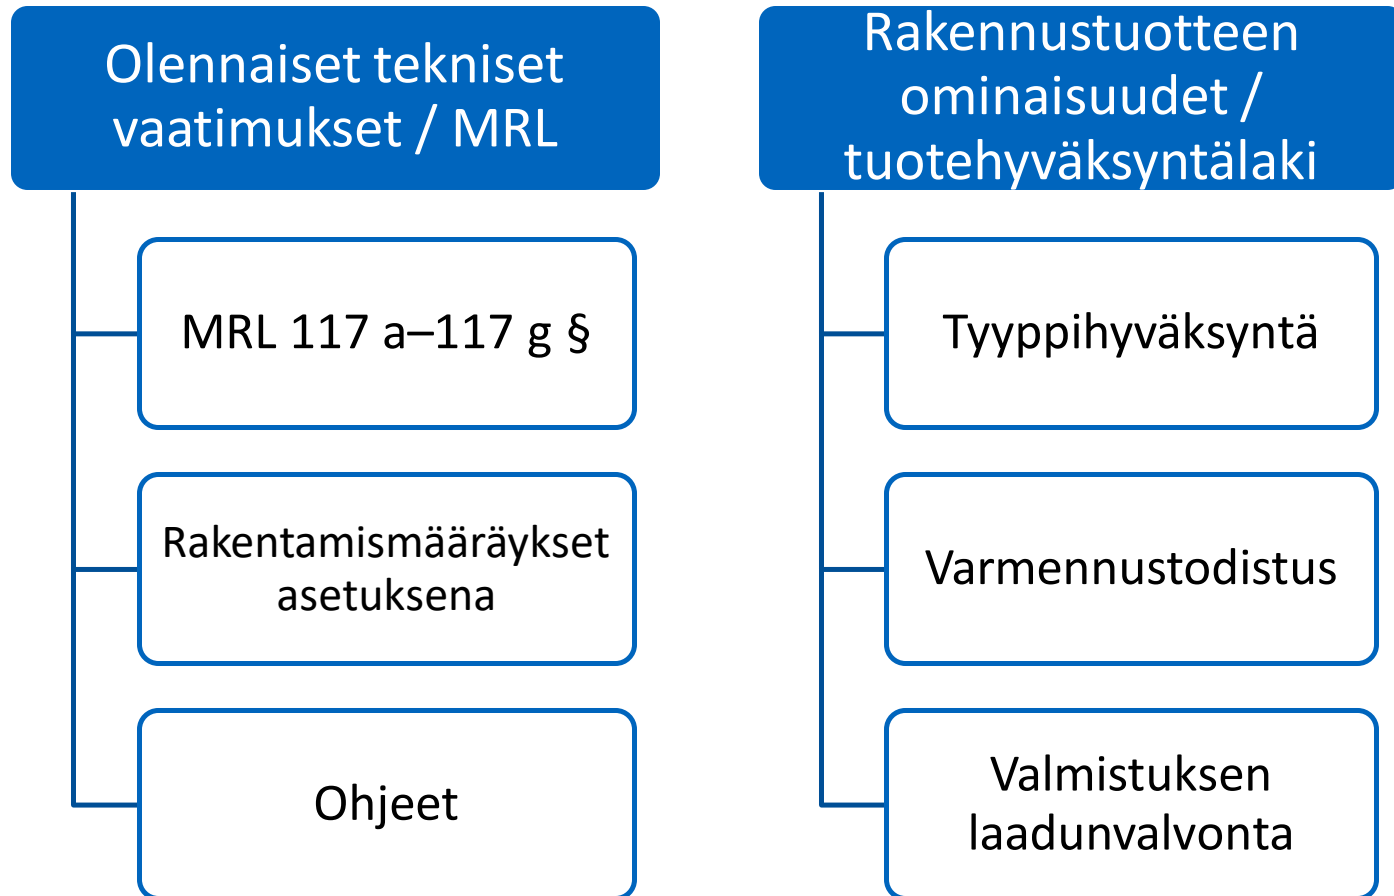 Olennaiset tekniset
vaatimukset / MRL
MRL 117 a–117 g §
Rakentamismääräykset
asetuksena
Ohjeet
Rakennustuotteen
ominaisuudet /
tuotehyväksyntälaki
Tyyppihyväksyntä
Varmennustodistus
Valmistuksen
laadunvalvonta